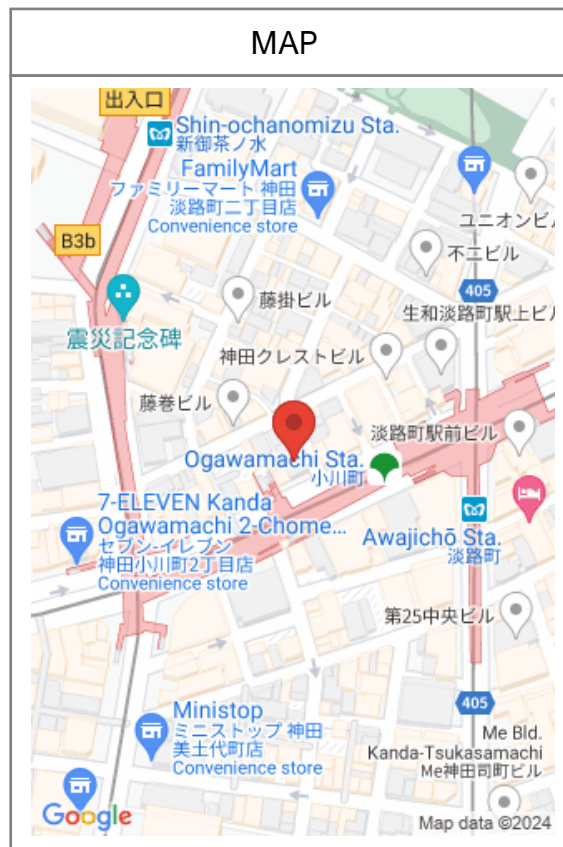 MAP
出入口
Shin-ochanomizu Sta.
新御茶ノ水
FamilyMart
ファミリーマート 神田
淡路町二丁目店
Convenience store
ユニオンビル
B3b
不二ビル
405
藤掛ビル
生和淡路町駅上ビル
震災記念碑
神田クレストビル
藤巻ビル
淡路町駅前ビル
Ogawamachi Sta.
小川町
7-ELEVEN Kanda
Ogawamachi 2-Chome...
セブン-イレブン
神田小川町2丁目店
Convenience store
Awajichō Sta.
淡路町
第25中央ビル
405
Ministop
ミニストップ 神田
美土代町店
Convenience store
Me Bld.
Kanda-Tsukasamachi
Me神田司町ビル
Google
Map data ©2024